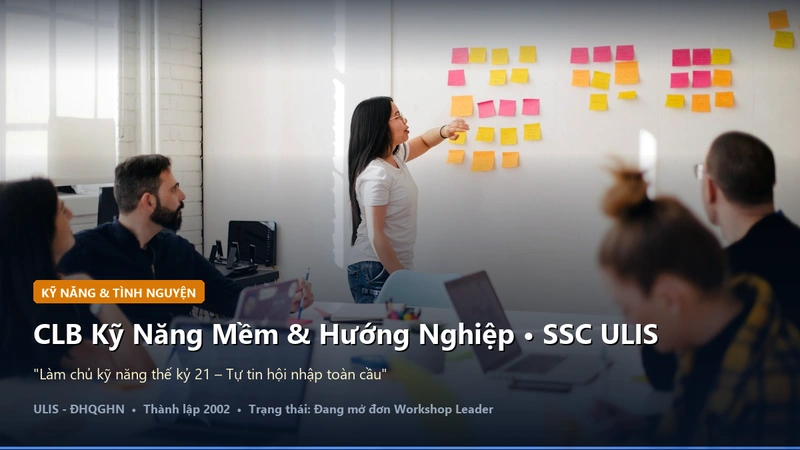 KỸ NĂNG & TÌNH NGUYỆN
CLB Kỹ Năng Mềm & Hướng Nghiệp • SSC ULIS
"Làm chủ kỹ năng thế kỷ 21 – Tự tin hội nhập toàn cầu"
ULIS - ĐHQGHN • Thành lập 2002 • Trạng thái: Đang mở đơn Workshop Leader